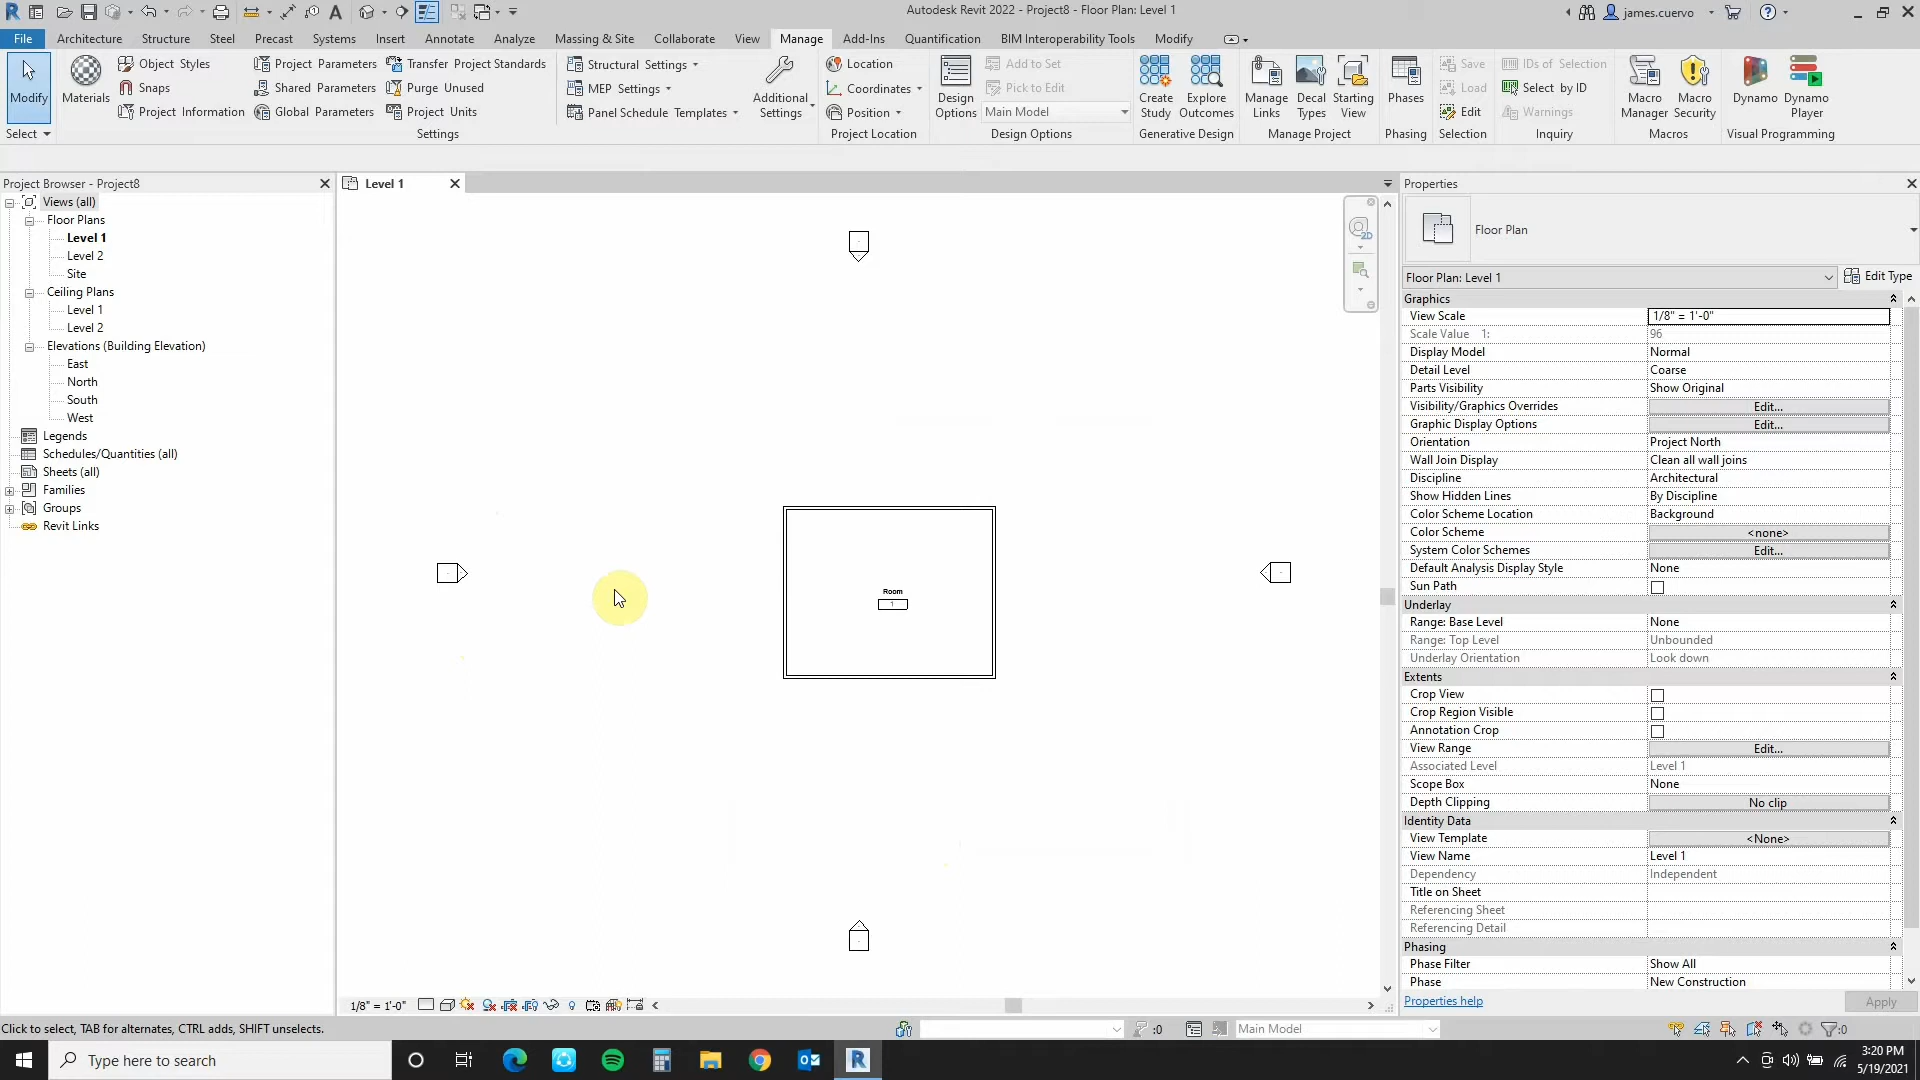 Autodesk Revit 2022 - Project8 - Floor Plan: Level 1
james.cuervo
File Architecture Structure Steel Precast Systems Insert Annotate Analyze Massing & Site Collaborate View Manage Add-Ins Quantification BIM Interoperability Tools Modify
Modify
Select
Materials
Object Styles
Snaps
Project Information
Project Parameters
Shared Parameters
Global Parameters
Transfer Project Standards
Purge Unused
Project Units
Settings
Structural Settings
MEP Settings
Panel Schedule Templates
Additional
Settings
Location
Coordinates
Position
Project Location
Design
Options
Add to Set
Pick to Edit
Main Model
Design Options
Create
Study
Explore
Outcomes
Generative Design
Manage
Links
Decal
Types
Starting
View
Manage Project
Phases
Phasing
Save
Load
Edit
Selection
IDs of Selection
Select by ID
Warnings
Inquiry
Macro
Manager
Macro
Security
Macros
Dynamo
Dynamo
Player
Visual Programming
Project Browser - Project8
Views (all)
Floor Plans
Level 1
Level 2
Site
Ceiling Plans
Level 1
Level 2
Elevations (Building Elevation)
East
North
South
West
Legends
Schedules/Quantities (all)
Sheets (all)
Families
Groups
Revit Links
Level 1
2D
Room
1
1/8" = 1'-0"
Properties
Floor Plan
Floor Plan: Level 1
Edit Type
Graphics
View Scale 1/8" = 1'-0"
Scale Value 1: 96
Display Model Normal
Detail Level Coarse
Parts Visibility Show Original
Visibility/Graphics Overrides Edit...
Graphic Display Options Edit...
Orientation Project North
Wall Join Display Clean all wall joins
Discipline Architectural
Show Hidden Lines By Discipline
Color Scheme Location Background
Color Scheme <none>
System Color Schemes Edit...
Default Analysis Display Style None
Sun Path
Underlay
Range: Base Level None
Range: Top Level Unbounded
Underlay Orientation Look down
Extents
Crop View
Crop Region Visible
Annotation Crop
View Range Edit...
Associated Level Level 1
Scope Box None
Depth Clipping No clip
Identity Data
View Template <None>
View Name Level 1
Dependency Independent
Title on Sheet
Referencing Sheet
Referencing Detail
Phasing
Phase Filter Show All
Phase New Construction
Properties help
Apply
Click to select, TAB for alternates, CTRL adds, SHIFT unselects.
:0
Main Model
:0
Type here to search
3:20 PM
5/19/2021